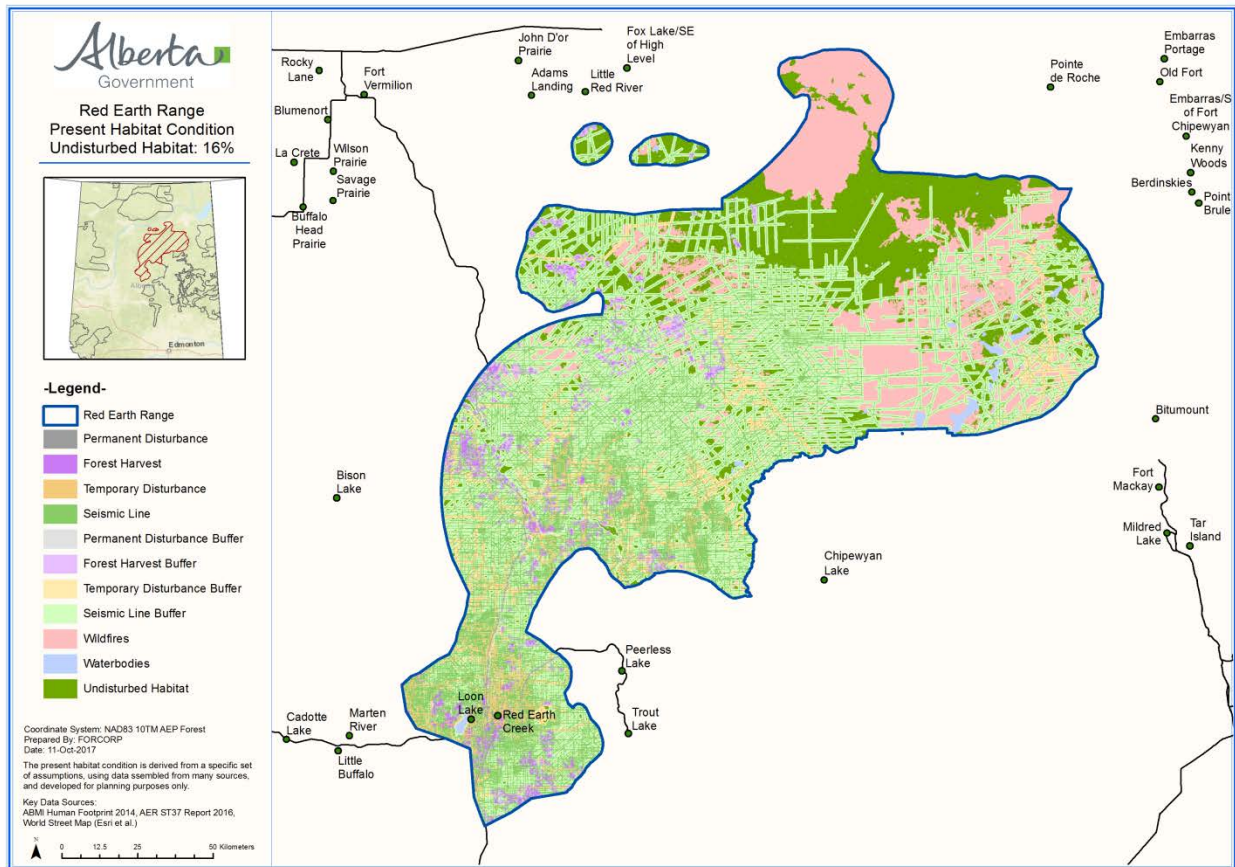 Alberta
Government
Red Earth Range
Present Habitat Condition
Undisturbed Habitat: 16%
Edmonton
-Legend-
Red Earth Range
Permanent Disturbance
Forest Harvest
Temporary Disturbance
Seismic Line
Permanent Disturbance Buffer
Forest Harvest Buffer
Temporary Disturbance Buffer
Seismic Line Buffer
Wildfires
Waterbodies
Undisturbed Habitat
Coordinate System: NAD83 10TM AEP Forest
Prepared By: FORCORP
Date: 11-Oct-2017
The present habitat condition is derived from a specific set
of assumptions, using data ssembled from many sources,
and developed for planning purposes only.
Key Data Sources:
ABMI Human Footprint 2014, AER ST37 Report 2016,
World Street Map (Esri et al.)
N
0 12.5 25 50 Kilometers
Rocky
Lane
Fort
Vermilion
Blumenort
La Crete
Wilson
Prairie
Savage
Prairie
Buffalo
Head
Prairie
John D'or
Prairie
Adams
Landing
Little
Red River
Fox Lake/SE
of High
Level
Pointe
de Roche
Embarras
Portage
Old Fort
Embarras/S
of Fort
Chipewyan
Kenny
Woods
Berdinskies
Point
Brule
Bitumount
Fort
Mackay
Mildred
Lake
Tar
Island
Bison
Lake
Chipewyan
Lake
Peerless
Lake
Trout
Lake
Loon
Lake
Red Earth
Creek
Cadotte
Lake
Marten
River
Little
Buffalo